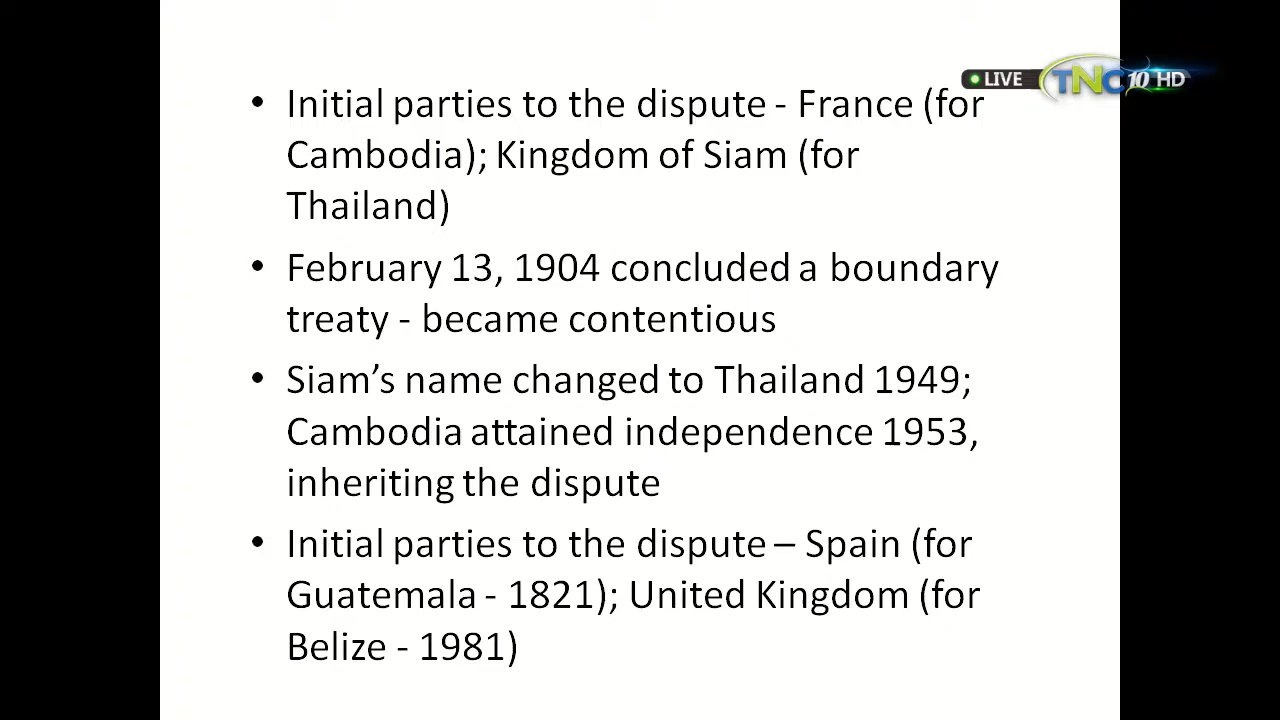 LIVE TNC 10 HD
• Initial parties to the dispute - France (for
Cambodia); Kingdom of Siam (for
Thailand)
• February 13, 1904 concluded a boundary
treaty - became contentious
• Siam’s name changed to Thailand 1949;
Cambodia attained independence 1953,
inheriting the dispute
• Initial parties to the dispute – Spain (for
Guatemala - 1821); United Kingdom (for
Belize - 1981)